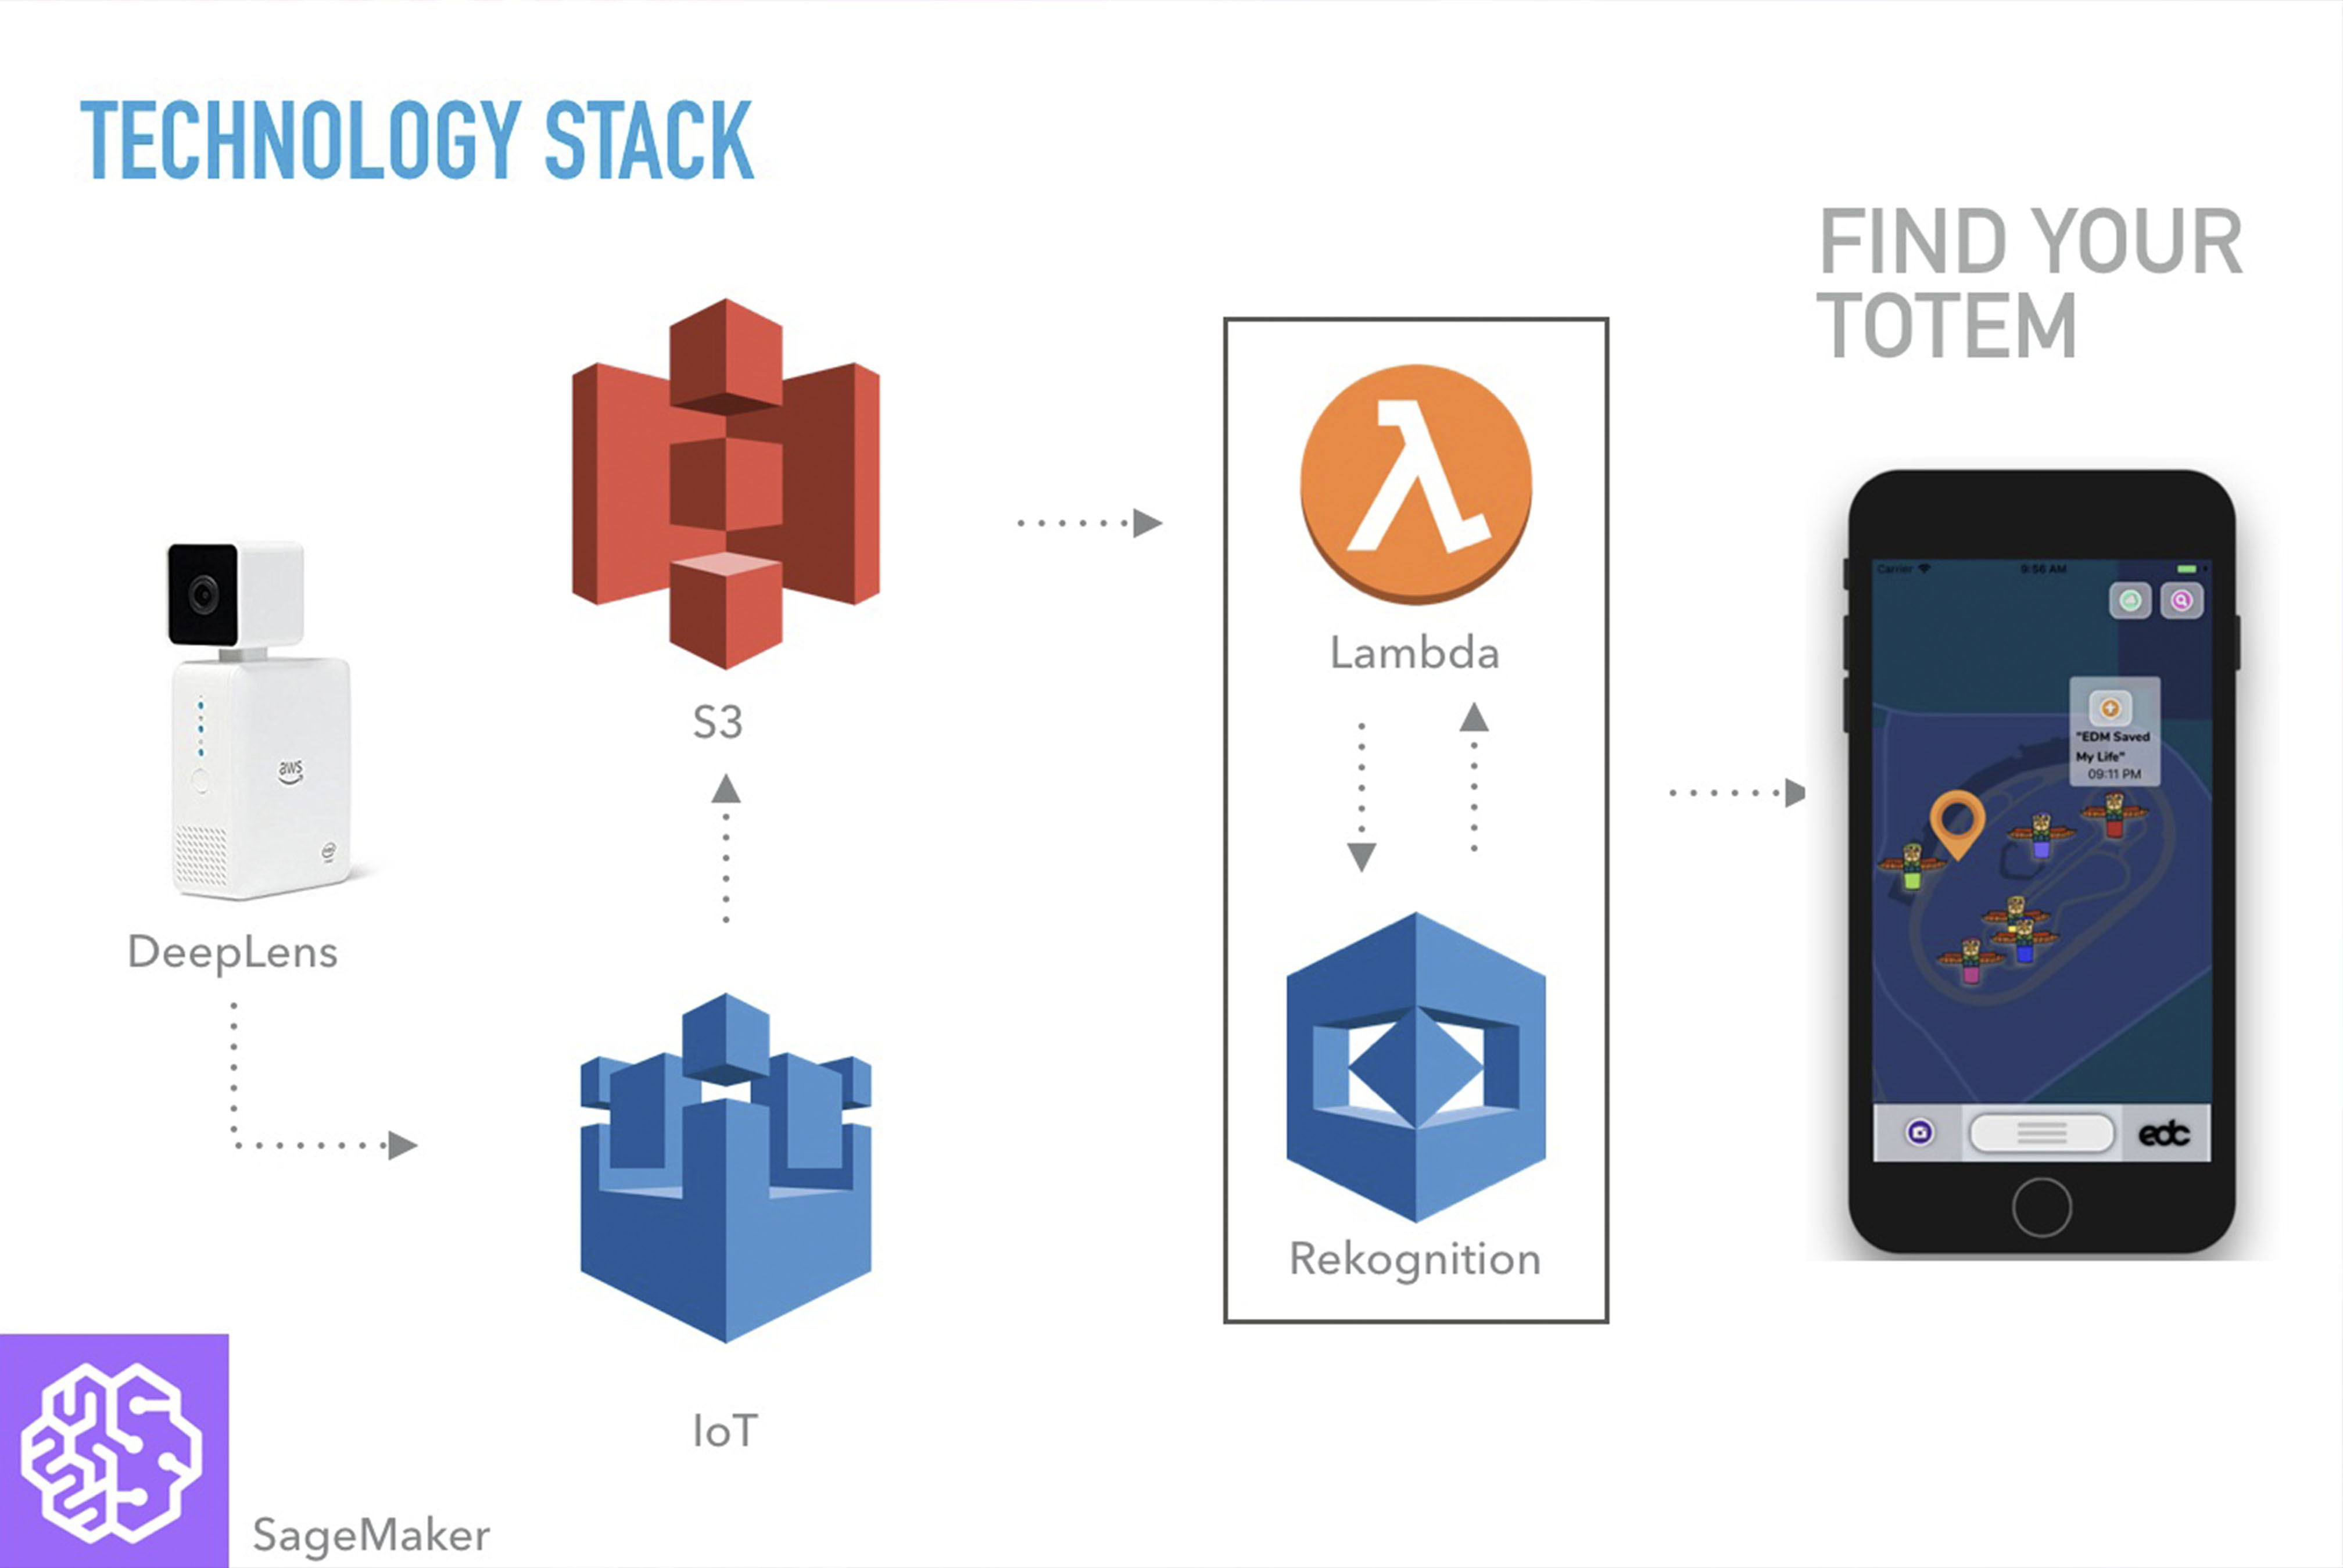 TECHNOLOGY STACK
FIND YOUR
TOTEM
S3
aws
DeepLens
IoT
SageMaker
λ
Lambda
Rekognition
Carrier
9:56 AM
"EDM Saved
My Life"
09:11 PM
edc